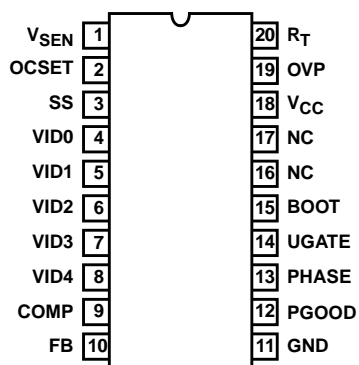 VSEN 1 20 RT
OCSET 2 19 OVP
SS 3 18 VCC
VID0 4 17 NC
VID1 5 16 NC
VID2 6 15 BOOT
VID3 7 14 UGATE
VID4 8 13 PHASE
COMP 9 12 PGOOD
FB 10 11 GND